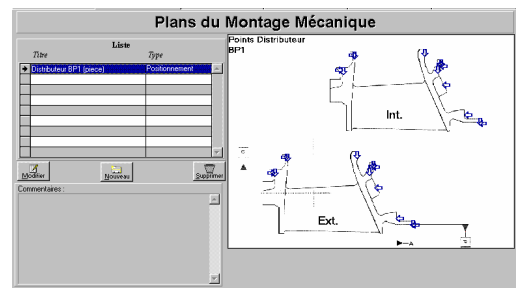 Plans du Montage Mécanique
Liste
Titre Type
Distributeur BP1 [piece] Positionnement
Modifier Nouveau Supprimer
Commentaires :
Points Distributeur
BP1
Int.
Ext.
A